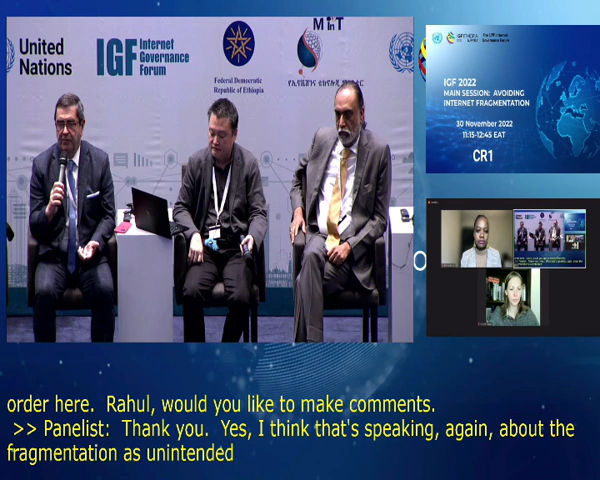 United
Nations
IGF
Internet
Governance
Forum
Federal Democratic
Republic of Ethiopia
MinT
IGF 2022
MAIN SESSION: AVOIDING
INTERNET FRAGMENTATION
30 November 2022
11:15-12:45 EAT
CR1
order here.  Rahul, would you like to make comments.
>> Panelist:  Thank you.  Yes, I think that's speaking, again, about the
fragmentation as unintended